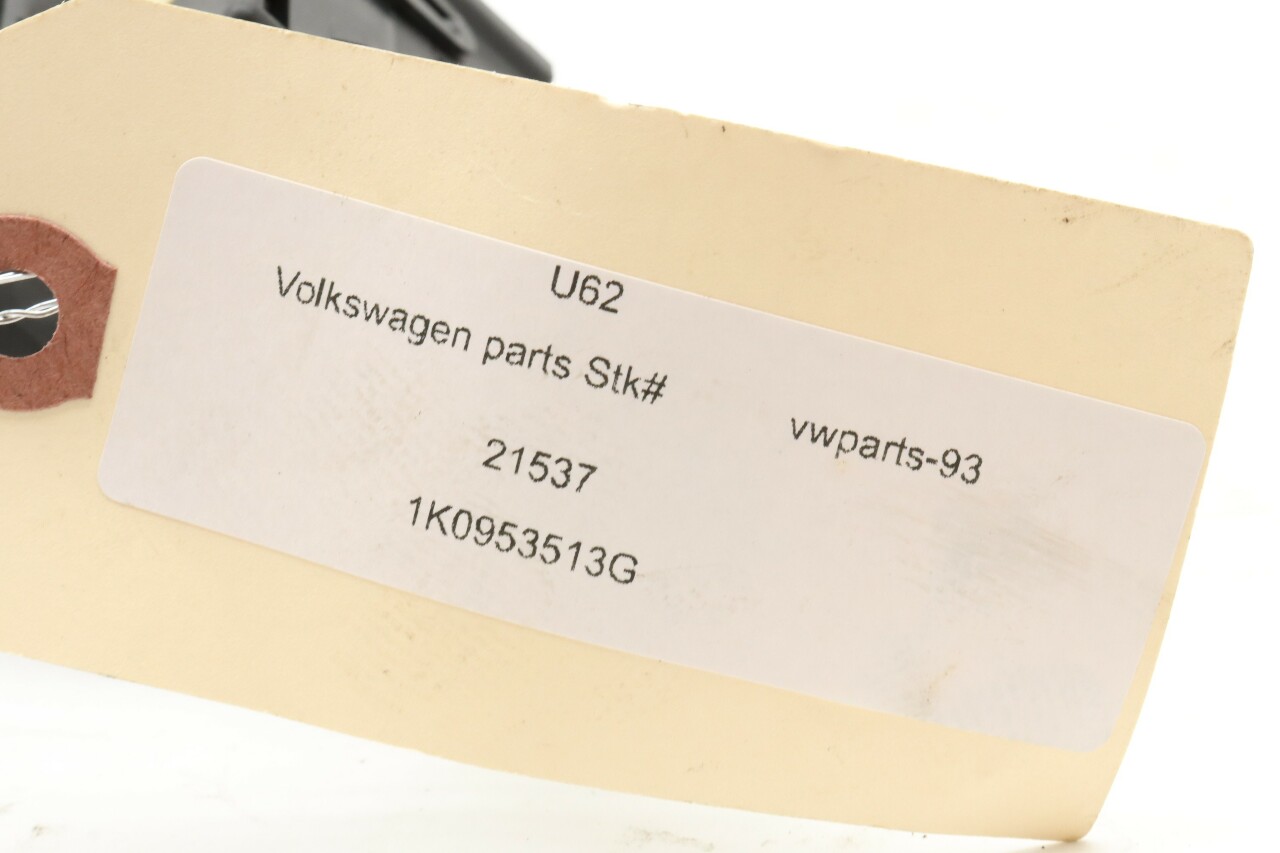 U62
Volkswagen parts Stk#
vwparts-93
21537
1K0953513G